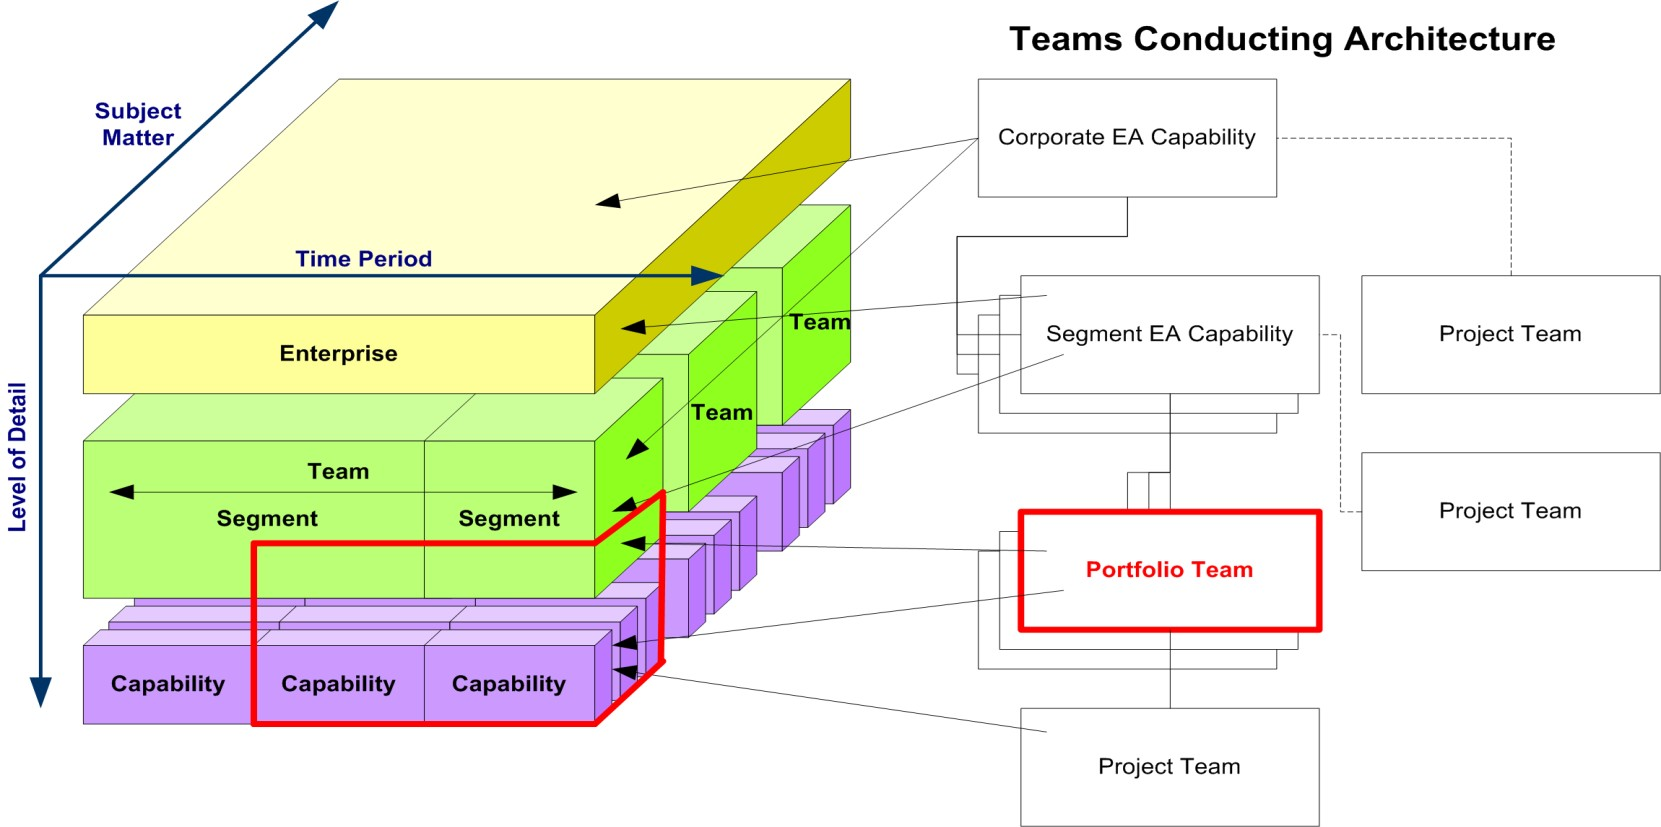 Teams Conducting Architecture
Subject
Matter
Corporate EA Capability
Time Period
Team
Segment EA Capability
Project Team
Enterprise
Team
Level of Detail
Team
Segment
Segment
Project Team
Portfolio Team
Capability
Capability
Capability
Project Team